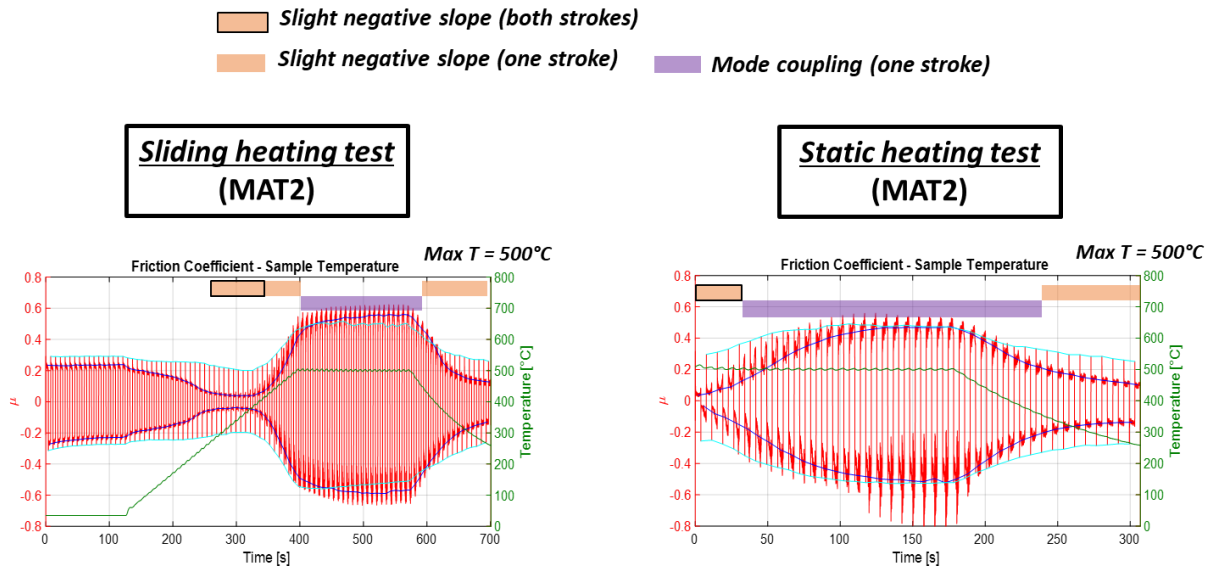 Slight negative slope (both strokes)
Slight negative slope (one stroke)
Mode coupling (one stroke)
Sliding heating test
(MAT2)
Max T = 500°C
Friction Coefficient - Sample Temperature
0.8
0.6
0.4
0.2
0
-0.2
-0.4
-0.6
-0.8
μ
800
700
600
500
400
300
200
100
0
Temperature [°C]
0 100 200 300 400 500 600 700
Time [s]
Static heating test
(MAT2)
Max T = 500°C
Friction Coefficient - Sample Temperature
0.8
0.6
0.4
0.2
0
-0.2
-0.4
-0.6
-0.8
μ
800
700
600
500
400
300
200
100
0
Temperature [°C]
0 50 100 150 200 250 300
Time [s]